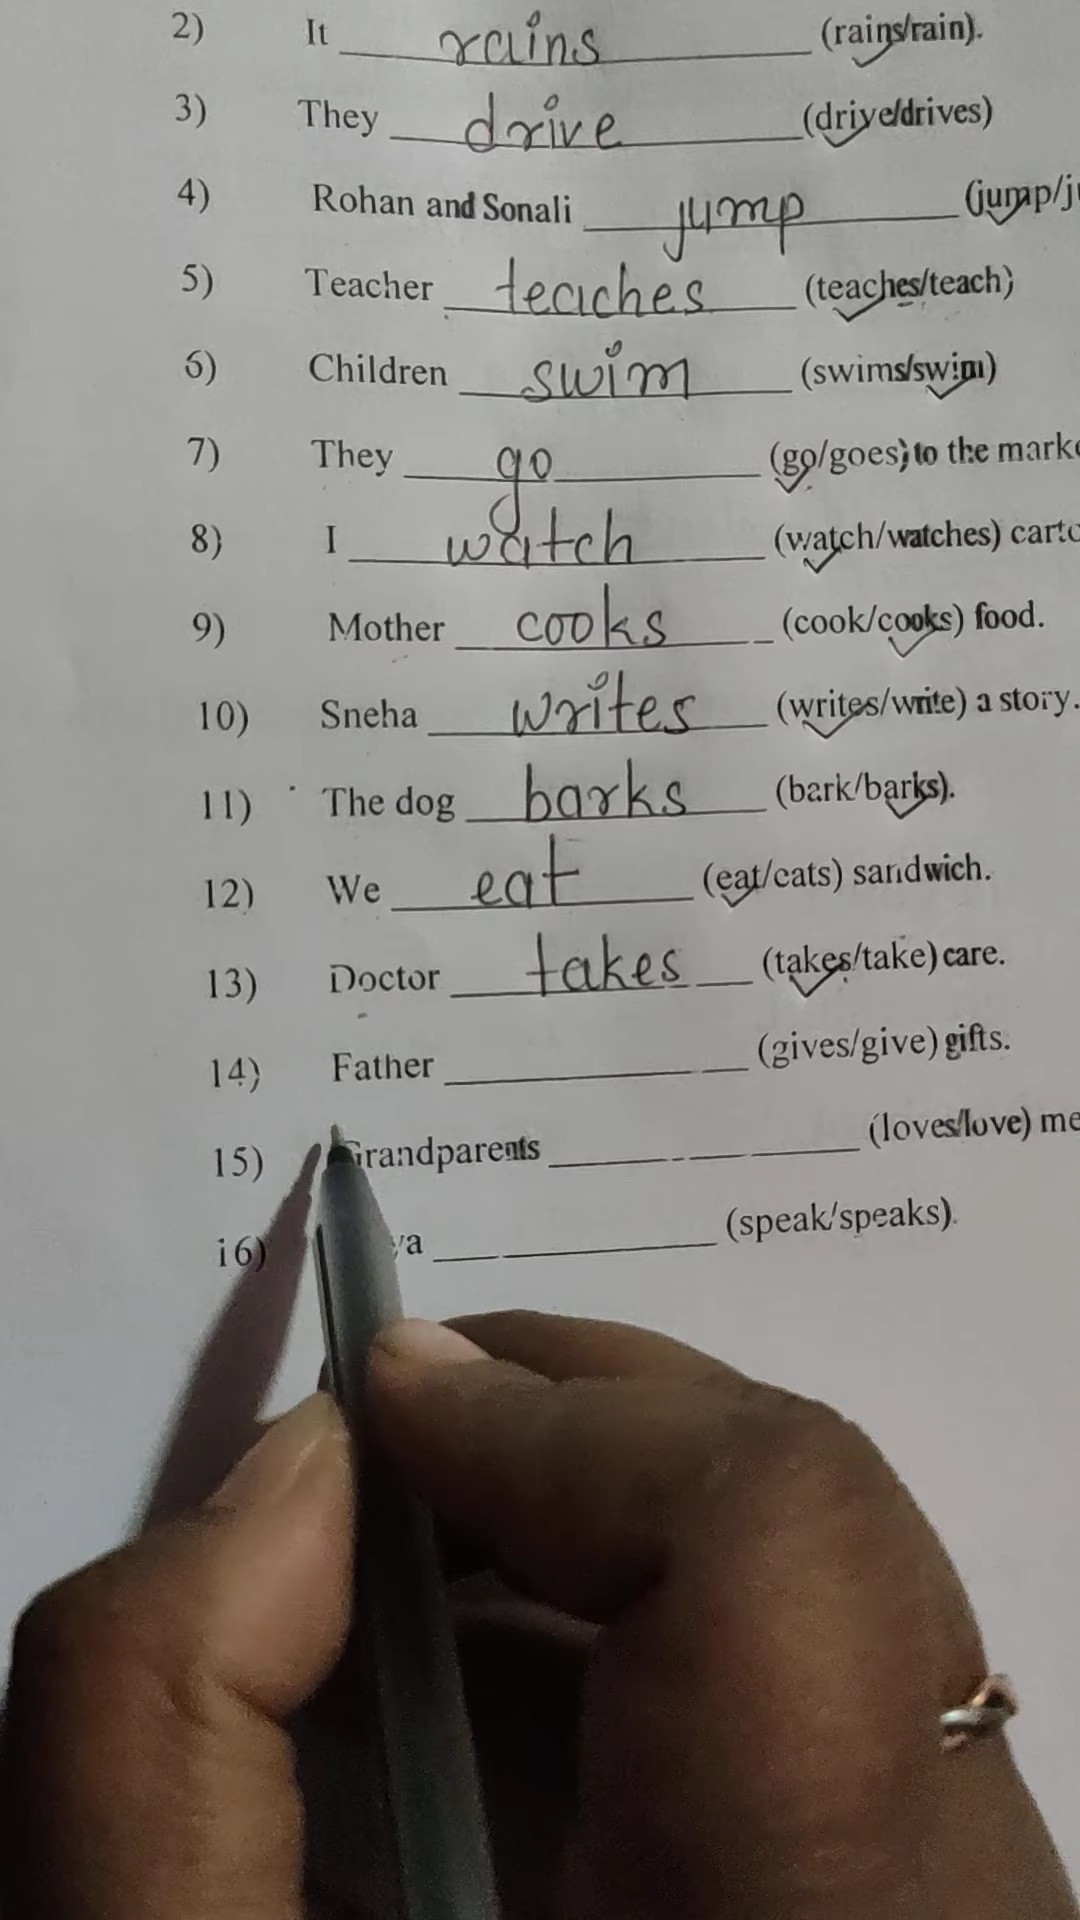 2) It rains (rains/rain).
3) They drive (drive/drives)
4) Rohan and Sonali jump (jump/j
5) Teacher teaches (teaches/teach)
6) Children swim (swims/swim)
7) They go (go/goes) to the mark
8) I watch (watch/watches) carto
9) Mother cooks (cook/cooks) food.
10) Sneha writes (writes/write) a story.
11) The dog barks (bark/barks).
12) We eat (eat/eats) sandwich.
13) Doctor takes (takes/take) care.
14) Father (gives/give) gifts.
15) Grandparents (loves/love) me
16) (speak/speaks).